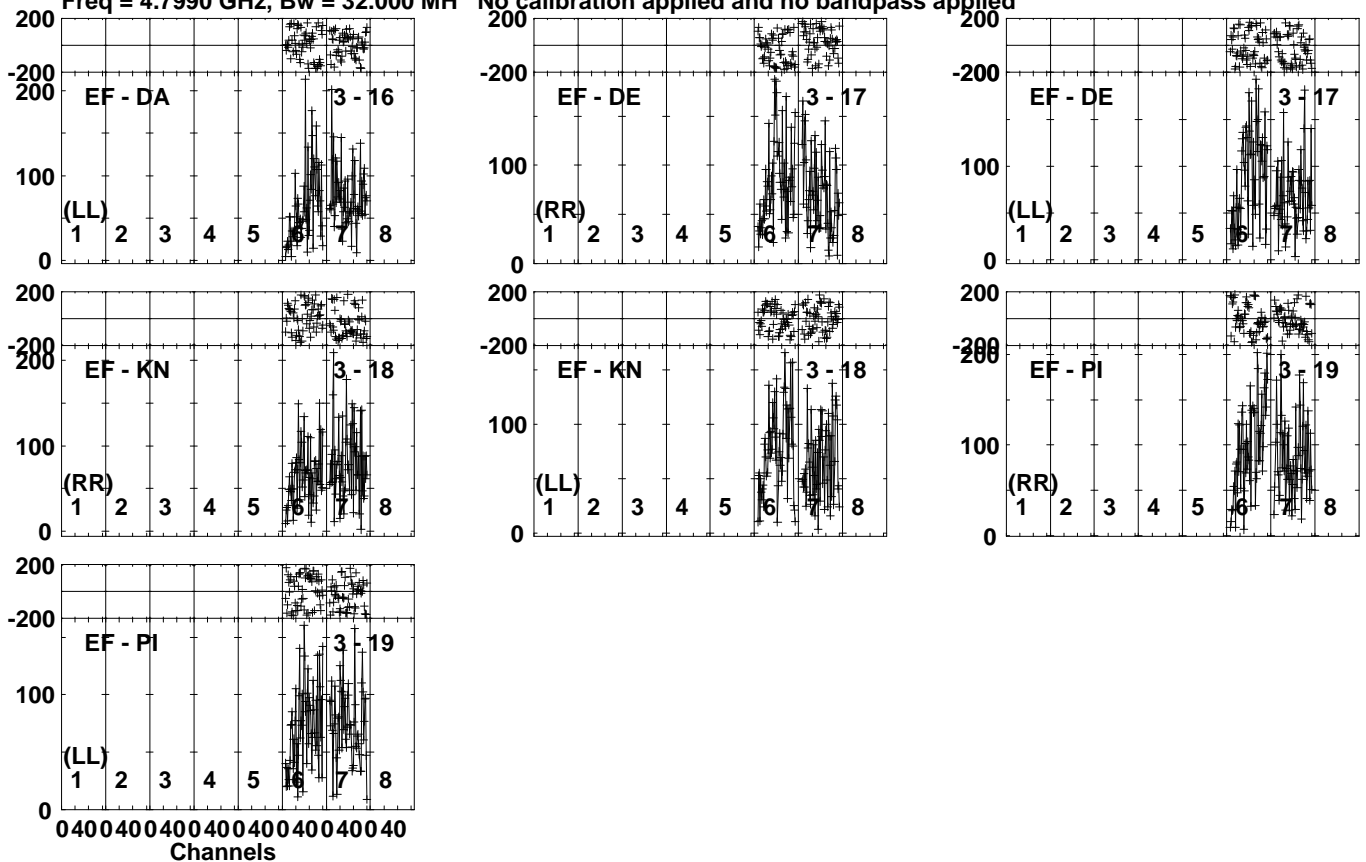 Freq = 4.7990 GHz, Bw = 32.000 MH No calibration applied and no bandpass applied
200
-200
200
100
0
EF - DA 3 - 16
(LL)
1 2 3 4 5 6 7 8
200
-200
100
0
EF - DE 3 - 17
(RR)
1 2 3 4 5 6 7 8
200
-200
200
100
0
EF - DE 3 - 17
(LL)
1 2 3 4 5 6 7 8
200
-200
200
100
0
EF - KN 3 - 18
(RR)
1 2 3 4 5 6 7 8
200
-200
100
0
EF - KN 3 - 18
(LL)
1 2 3 4 5 6 7 8
200
-200
200
100
0
EF - PI 3 - 19
(RR)
1 2 3 4 5 6 7 8
200
-200
100
0
EF - PI 3 - 19
(LL)
1 2 3 4 5 6 7 8
0 40 0 40 0 40 0 40 0 40 0 40 0 40 0 40
Channels